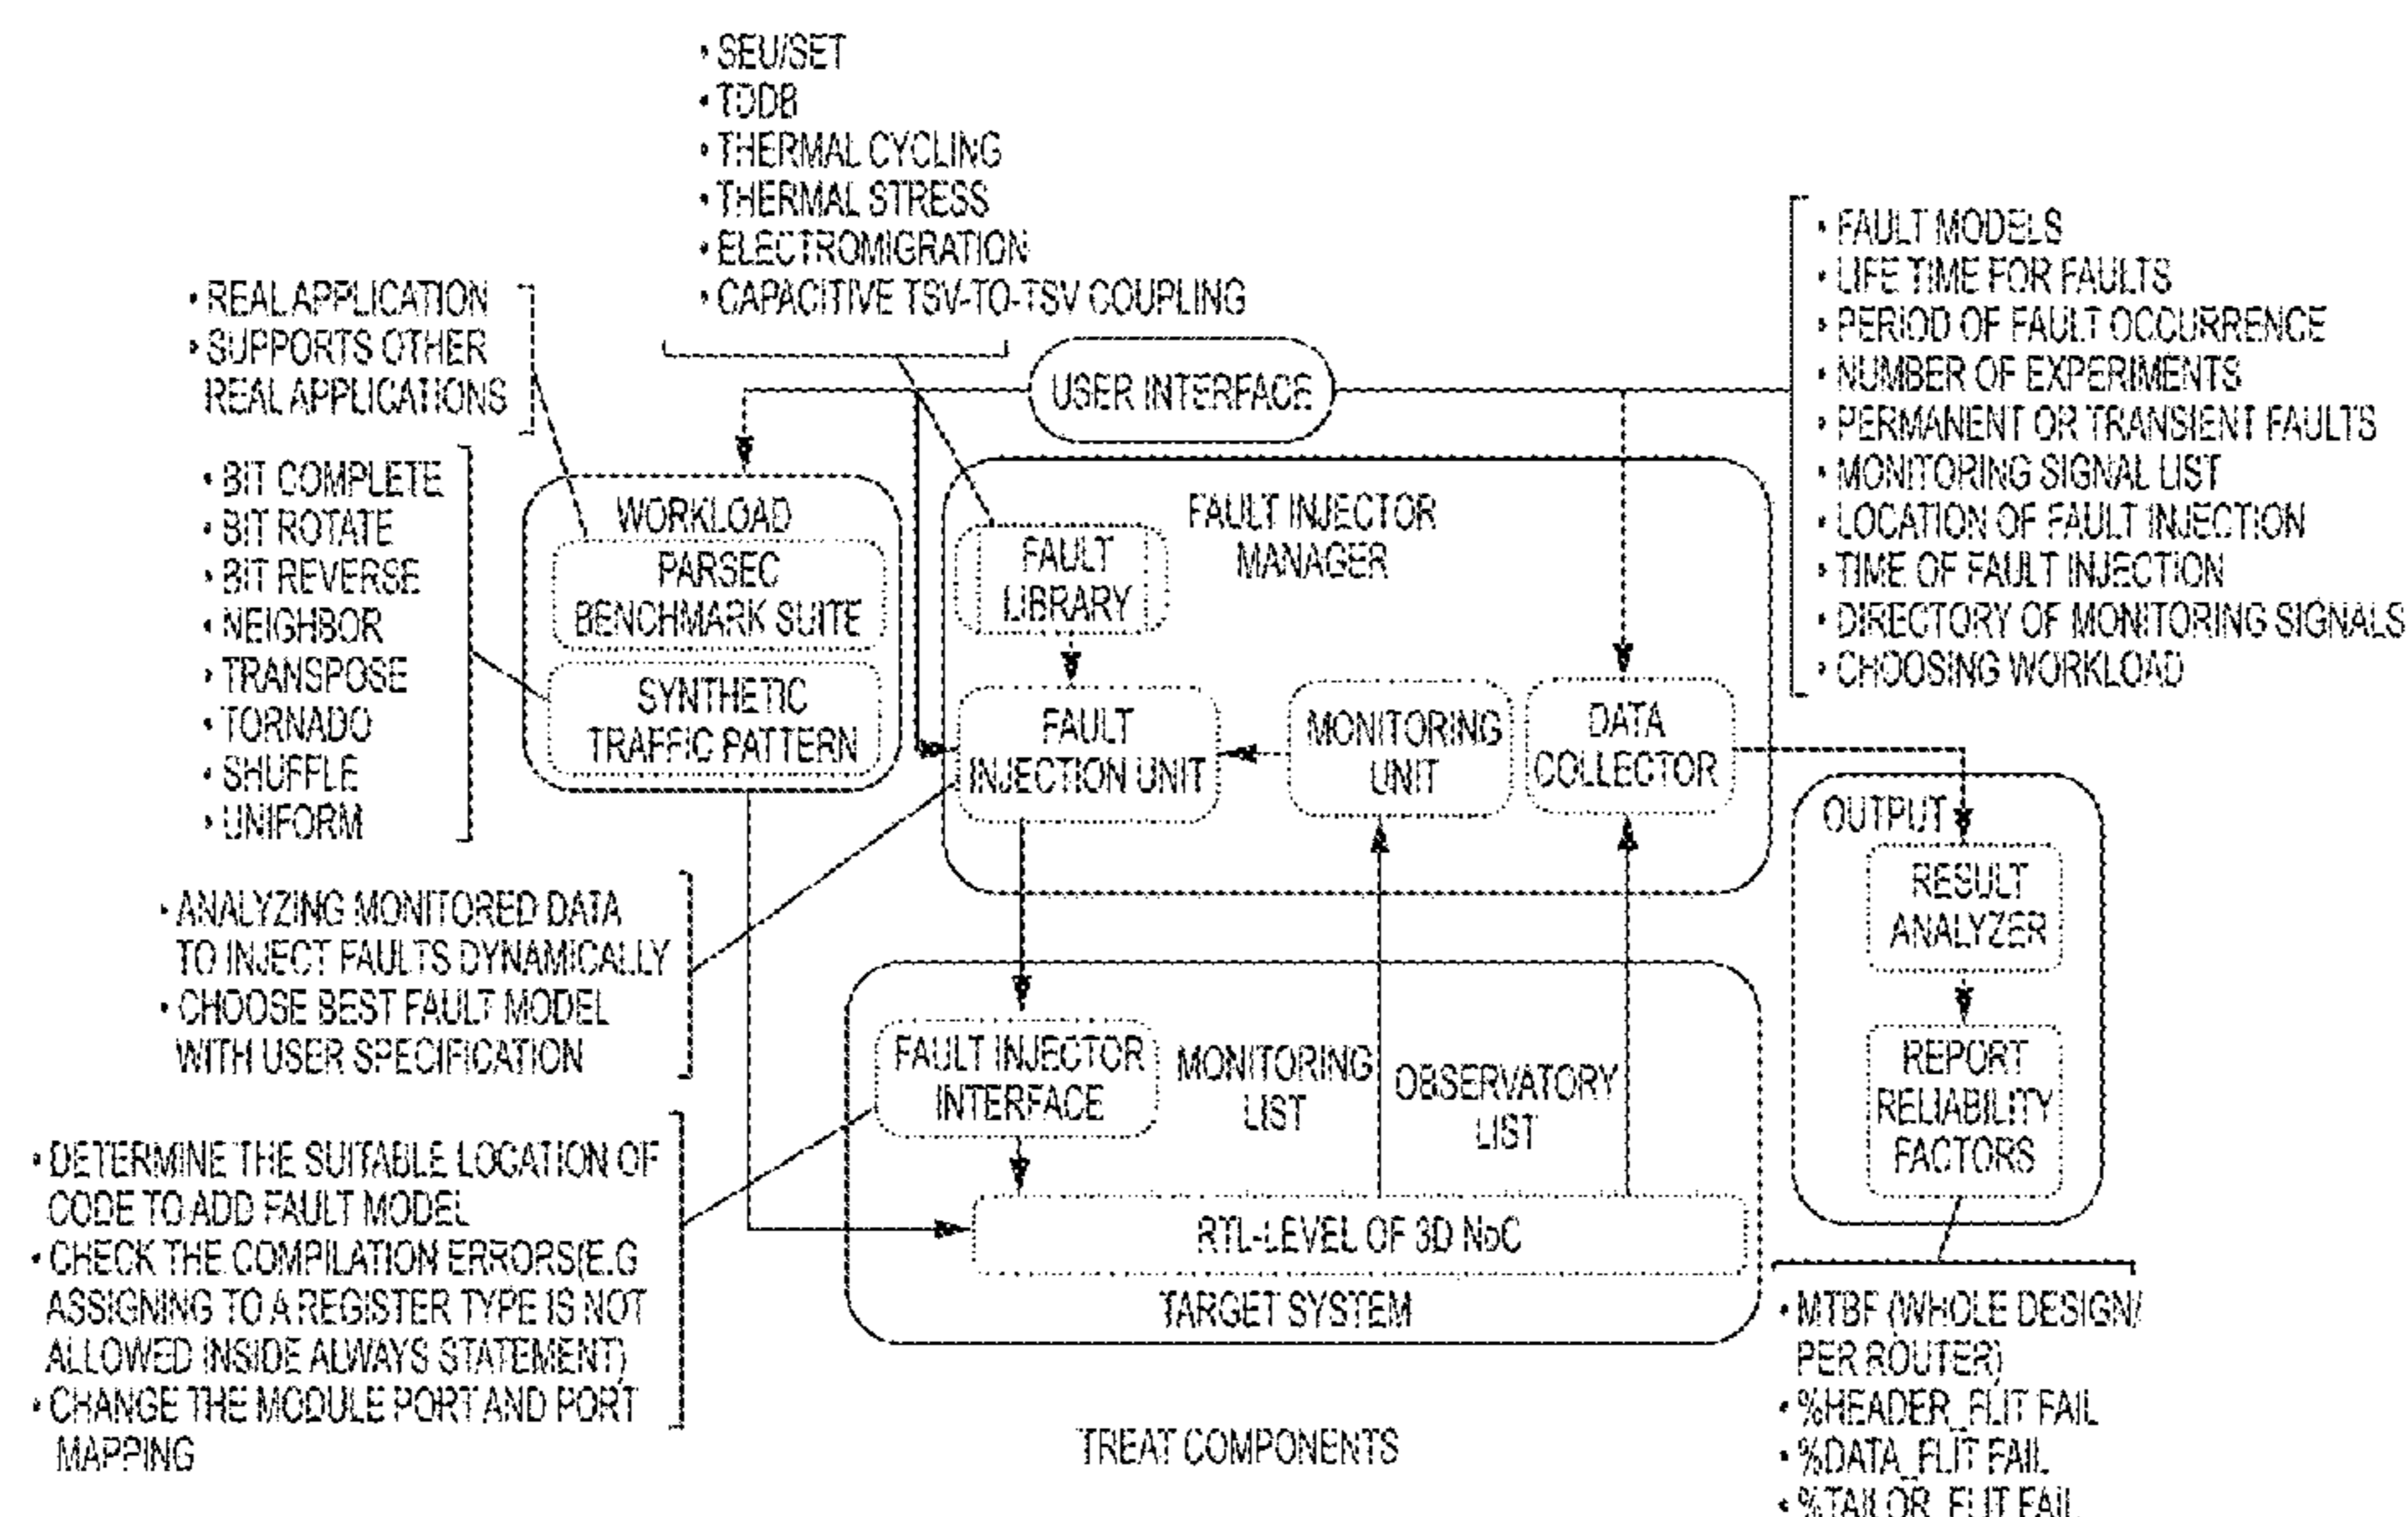 • SEU/SET
• TDDB
• THERMAL CYCLING
• THERMAL STRESS
• ELECTROMIGRATION
• CAPACITIVE TSV-TO-TSV COUPLING
• REAL APPLICATION
• SUPPORTS OTHER
REAL APPLICATIONS
• BIT COMPLETE
• BIT ROTATE
• BIT REVERSE
• NEIGHBOR
• TRANSPOSE
• TORNADO
• SHUFFLE
• UNIFORM
USER INTERFACE
• FAULT MODELS
• LIFE TIME FOR FAULTS
• PERIOD OF FAULT OCCURRENCE
• NUMBER OF EXPERIMENTS
• PERMANENT OR TRANSIENT FAULTS
• MONITORING SIGNAL LIST
• LOCATION OF FAULT INJECTION
• TIME OF FAULT INJECTION
• DIRECTORY OF MONITORING SIGNALS
• CHOOSING WORKLOAD
WORKLOAD
PARSEC
BENCHMARK SUITE
SYNTHETIC
TRAFFIC PATTERN
FAULT INJECTOR
MANAGER
FAULT
LIBRARY
FAULT
INJECTION UNIT
MONITORING
UNIT
DATA
COLLECTOR
OUTPUT
RESULT
ANALYZER
REPORT
RELIABILITY
FACTORS
• ANALYZING MONITORED DATA
TO INJECT FAULTS DYNAMICALLY
• CHOOSE BEST FAULT MODEL
WITH USER SPECIFICATION
FAULT INJECTOR
INTERFACE
MONITORING
LIST
OBSERVATORY
LIST
RTL-LEVEL OF 3D NoC
TARGET SYSTEM
• DETERMINE THE SUITABLE LOCATION OF
CODE TO ADD FAULT MODEL
• CHECK THE COMPILATION ERRORS(E.G
ASSIGNING TO A REGISTER TYPE IS NOT
ALLOWED INSIDE ALWAYS STATEMENT)
• CHANGE THE MODULE PORT AND PORT
MAPPING
• MTBF (WHOLE DESIGN/
PER ROUTER)
• %HEADER_FLIT FAIL
• %DATA_FLIT FAIL
• %TAILOR_FLIT FAIL
TREAT COMPONENTS